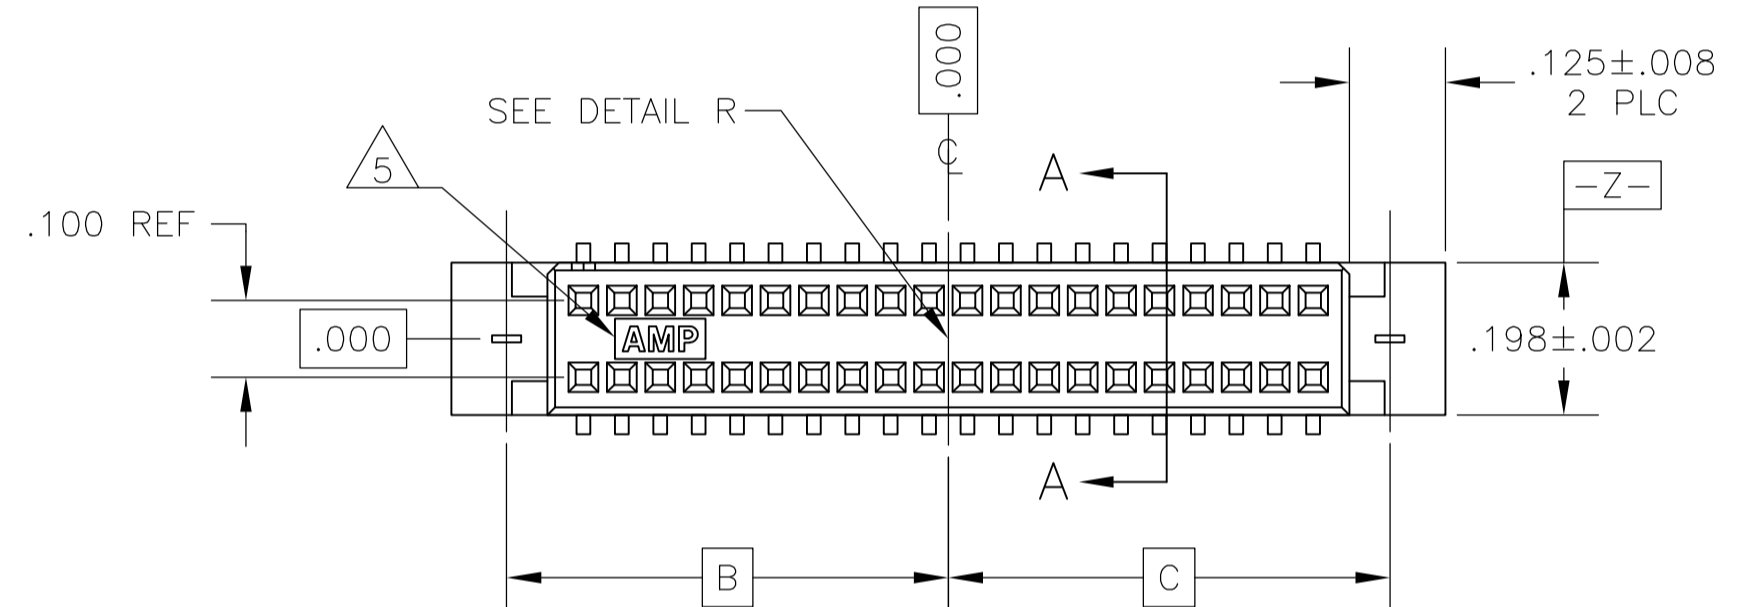 .000
.125±.008
2 PLC
SEE DETAIL R
℄
5
A
-Z-
.100 REF
.000
AMP
.198±.002
A
B
C